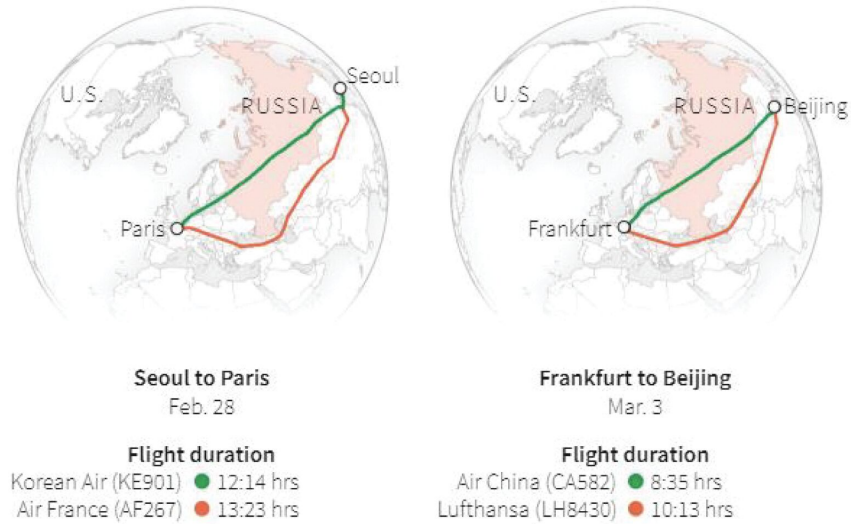 Seoul
U.S.
RUSSIA
Paris
U.S.
RUSSIA
Beijing
Frankfurt
Seoul to Paris
Feb. 28
Flight duration
Korean Air (KE901) 12:14 hrs
Air France (AF267) 13:23 hrs
Frankfurt to Beijing
Mar. 3
Flight duration
Air China (CA582) 8:35 hrs
Lufthansa (LH8430) 10:13 hrs